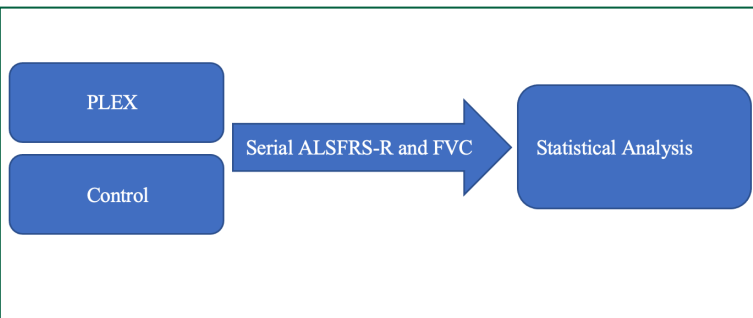 PLEX
Control
Serial ALSFRS-R and FVC
Statistical Analysis